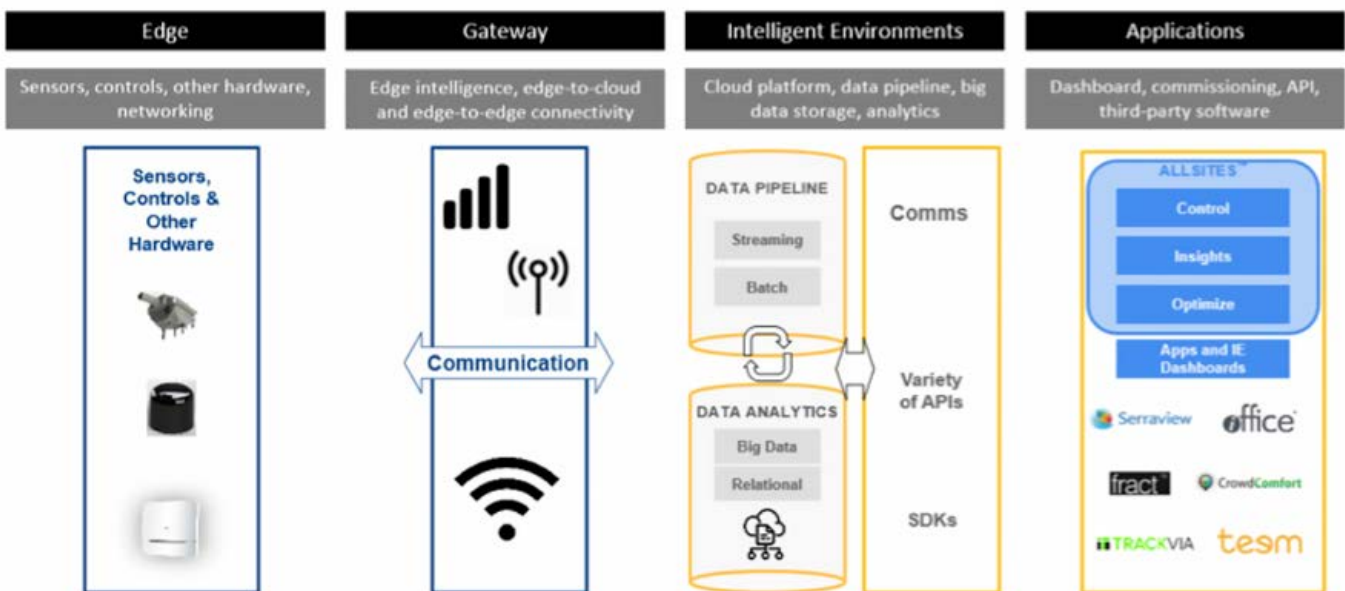 Edge
Sensors, controls, other hardware,
networking
Sensors,
Controls &
Other
Hardware
Gateway
Edge intelligence, edge-to-cloud
and edge-to-edge connectivity
Communication
Intelligent Environments
Cloud platform, data pipeline, big
data storage, analytics
DATA PIPELINE
Streaming
Batch
DATA ANALYTICS
Big Data
Relational
Comms
Variety
of APIs
SDKs
Applications
Dashboard, commissioning, API,
third-party software
ALLSITES™
Control
Insights
Optimize
Apps and IE
Dashboards
Serraview
office
fract™
CrowdComfort
TRACKVIA
teem